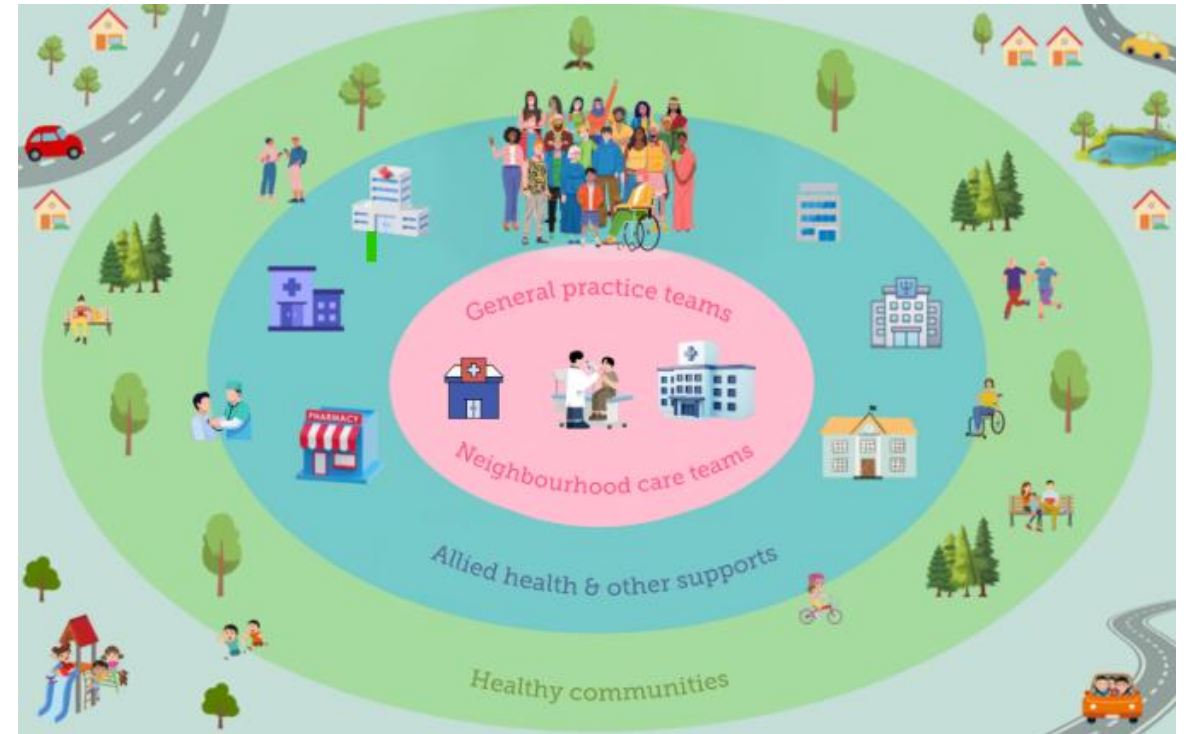 General practice teams
PHARMACY
Neighbourhood care teams
Allied health & other supports
Healthy communities